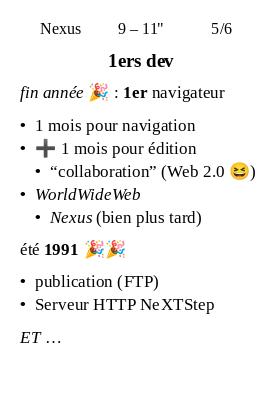 Nexus 9 – 11" 5/6
1ers dev
fin année 🎉 : 1er navigateur
• 1 mois pour navigation
• ➕ 1 mois pour édition
• “collaboration” (Web 2.0 😆)
• WorldWideWeb
• Nexus (bien plus tard)
été 1991 🎉🎉
• publication (FTP)
• Serveur HTTP NeXTStep
ET …